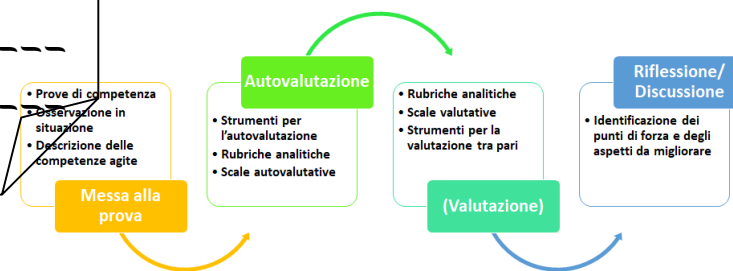 • Prove di competenza
• Osservazione in
situazione
• Descrizione delle
competenze agite
Messa alla
prova
Autovalutazione
• Strumenti per
l'autovalutazione
• Rubriche analitiche
• Scale autovalutative
• Rubriche analitiche
• Scale valutative
• Strumenti per la
valutazione tra pari
(Valutazione)
Riflessione/
Discussione
• Identificazione dei
punti di forza e degli
aspetti da migliorare